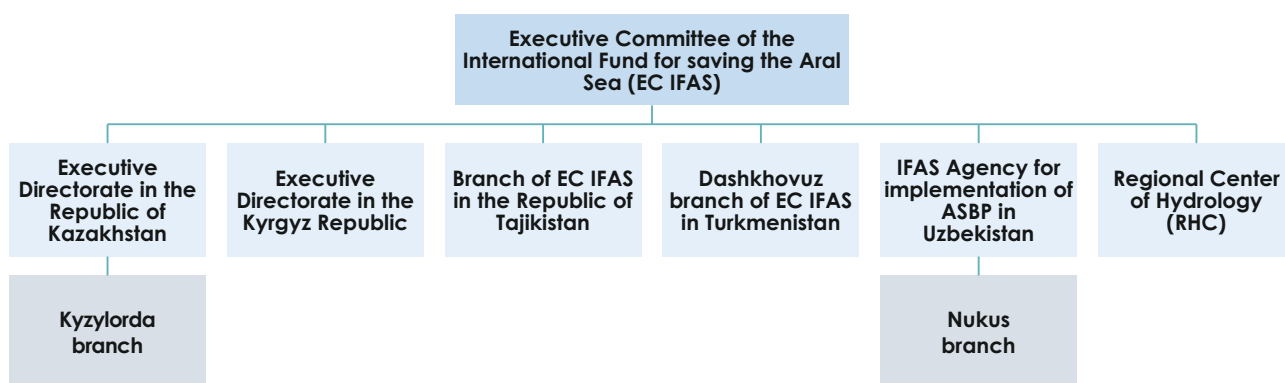 Executive Committee of the
International Fund for saving the Aral
Sea (EC IFAS)
Executive
Directorate in the
Republic of
Kazakhstan
Executive
Directorate in the
Kyrgyz Republic
Branch of EC IFAS
in the Republic of
Tajikistan
Dashkhovuz
branch of EC IFAS
in Turkmenistan
IFAS Agency for
implementation of
ASBP in
Uzbekistan
Regional Center
of Hydrology
(RHC)
Kyzylorda
branch
Nukus
branch